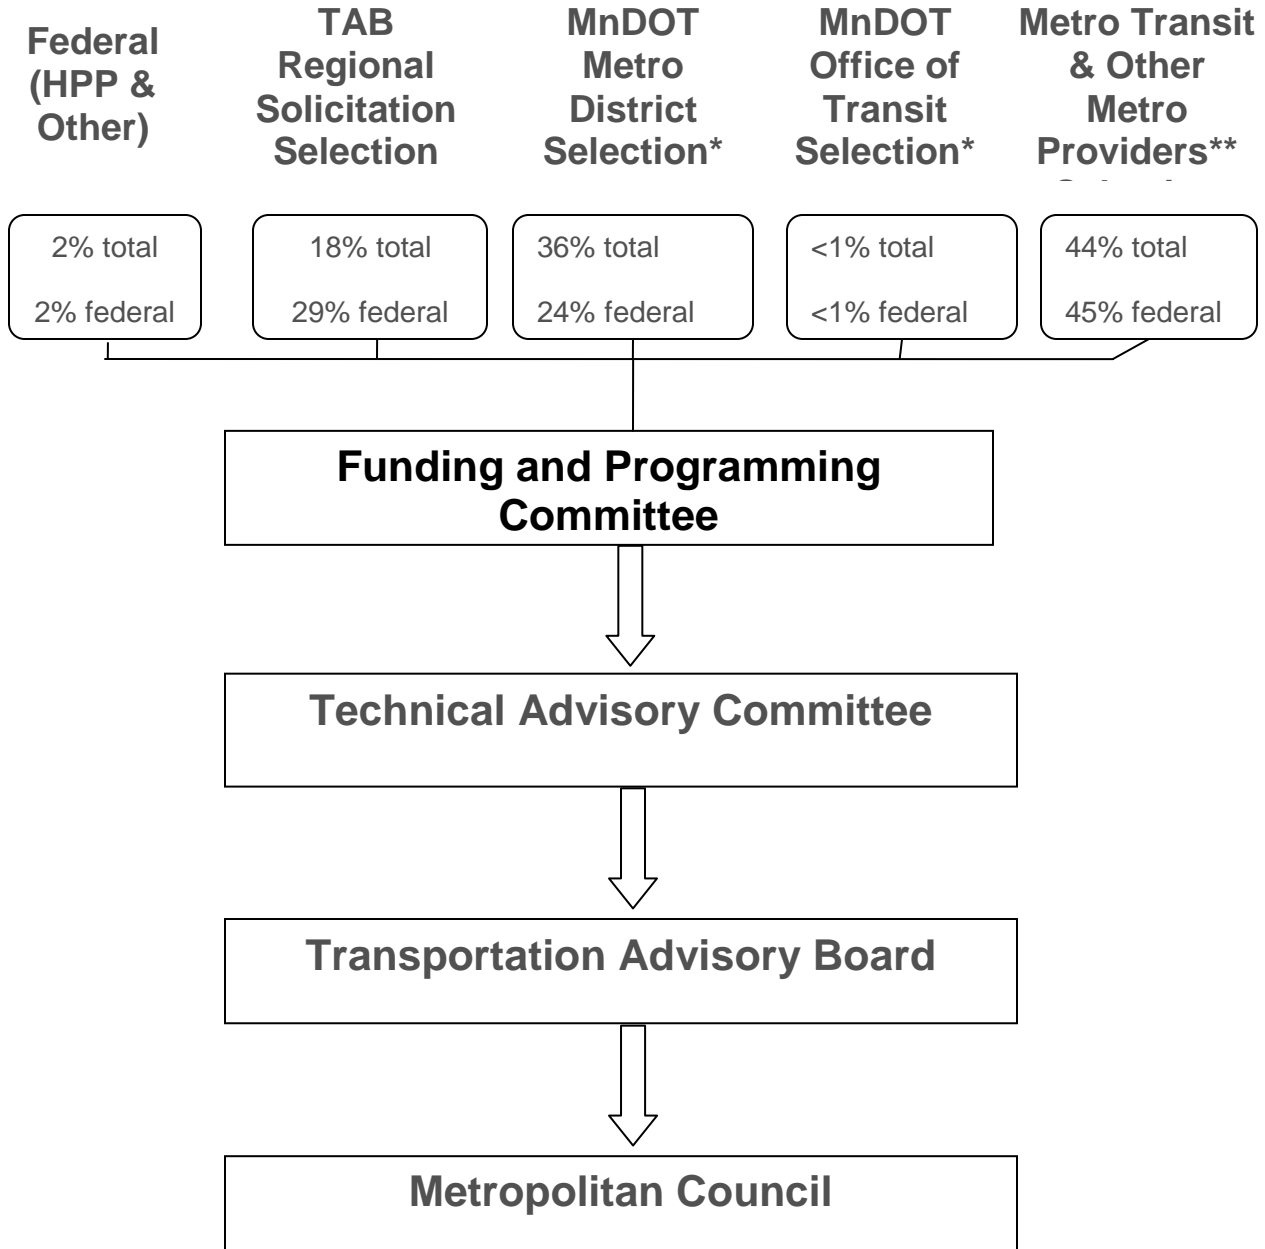 Federal
(HPP &
Other)
TAB
Regional
Solicitation
Selection
MnDOT
Metro
District
Selection*
MnDOT
Office of
Transit
Selection*
Metro Transit
& Other
Metro
Providers**
2% total
2% federal
18% total
29% federal
36% total
24% federal
<1% total
<1% federal
44% total
45% federal
Funding and Programming
Committee
Technical Advisory Committee
Transportation Advisory Board
Metropolitan Council